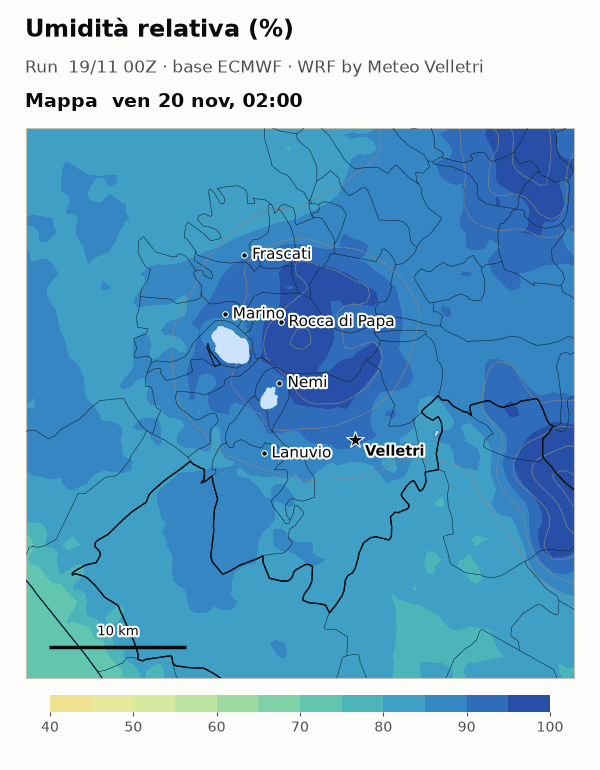 Umidità relativa (%)
Run  19/11 00Z · base ECMWF · WRF by Meteo Velletri
Mappa  ven 20 nov, 02:00
Frascati
Marino
Rocca di Papa
Nemi
Velletri
Lanuvio
10 km
40 50 60 70 80 90 100